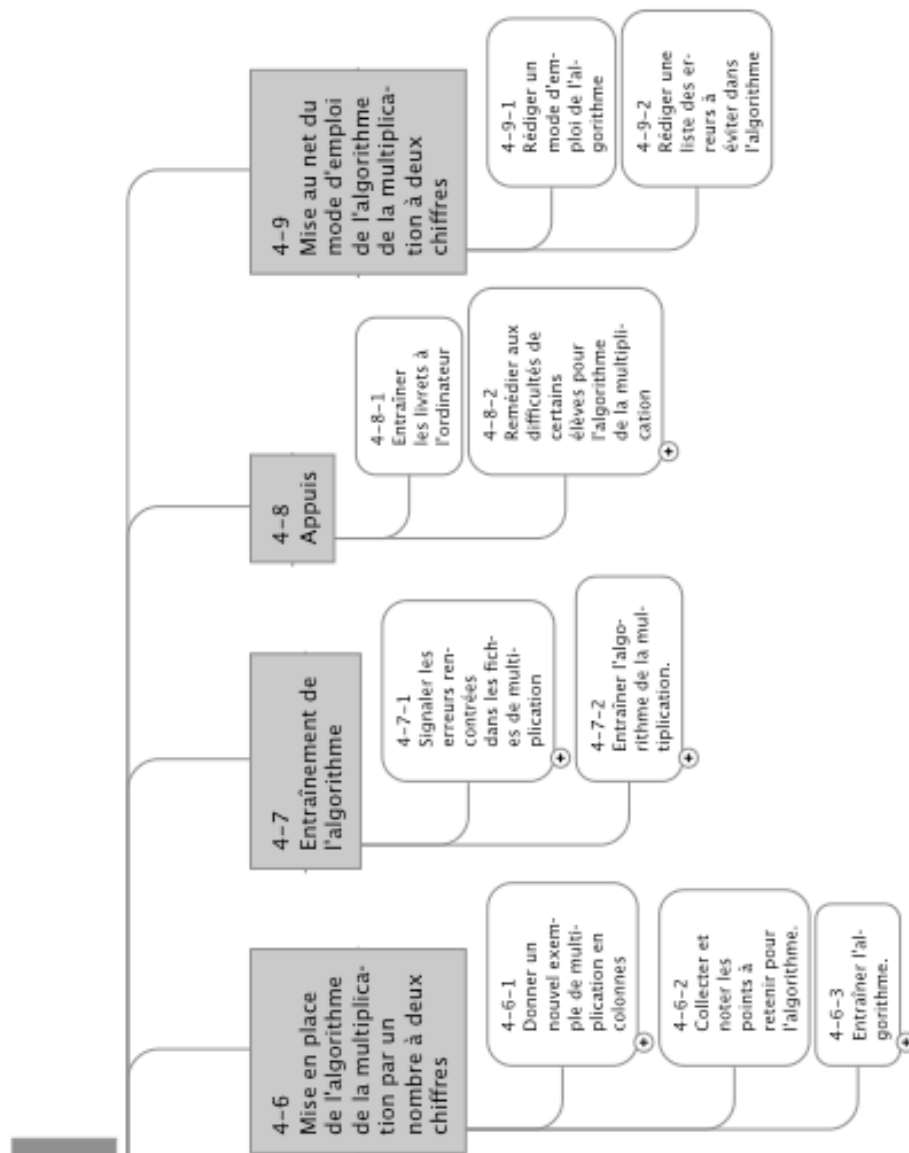 4-6
Mise en place
de l'algorithme
de la multiplica-
tion par un
nombre à deux
chiffres
4-6-1
Donner un
nouvel exem-
ple de multi-
plication en
colonnes
4-6-2
Collecter et
noter les
points à
retenir pour
l'algorithme.
4-6-3
Entraîner l'al-
gorithme.
4-7
Entraînement de
l'algorithme
4-7-1
Signaler les
erreurs ren-
contrées
dans les fich-
es de multi-
plication
4-7-2
Entraîner l'algo-
rithme de la mul-
tiplication.
4-8
Appuis
4-8-1
Entraîner
les livrets à
l'ordinateur
4-8-2
Remédier aux
difficultés de
certains
élèves pour
l'algorithme
de la multipli-
cation
4-9
Mise au net du
mode d'emploi
de l'algorithme
de la multiplica-
tion à deux
chiffres
4-9-1
Rédiger un
mode d'em-
ploi de l'al-
gorithme
4-9-2
Rédiger une
liste des er-
reurs à
éviter dans
l'algorithme